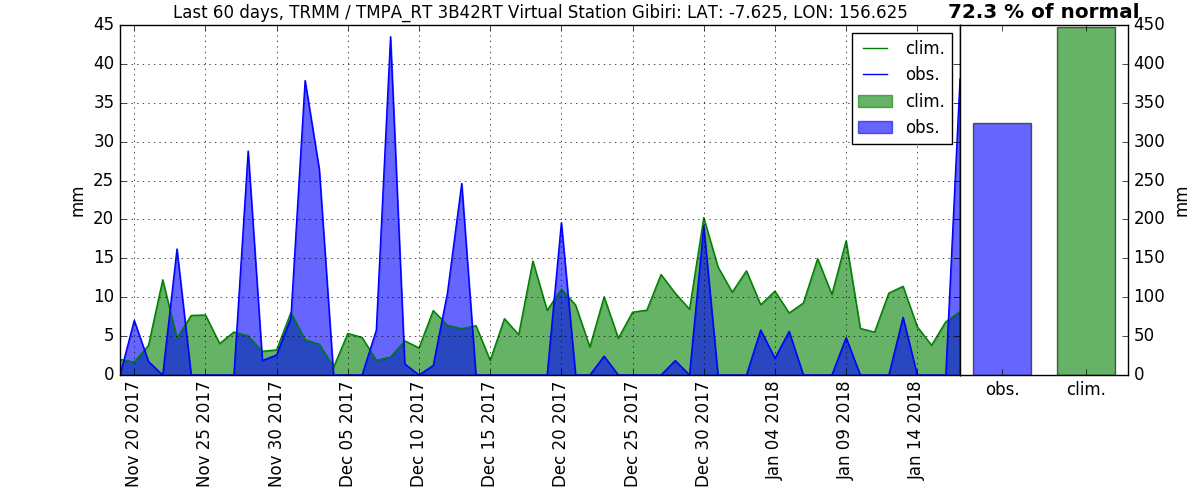 Last 60 days, TRMM / TMPA_RT 3B42RT Virtual Station Gibiri: LAT: -7.625, LON: 156.625
72.3 % of normal
45
40
35
30
25
20
15
10
5
0
mm
clim.
obs.
clim.
obs.
450
400
350
300
250
200
150
100
50
0
mm
obs.
clim.
Nov 20 2017
Nov 25 2017
Nov 30 2017
Dec 05 2017
Dec 10 2017
Dec 15 2017
Dec 20 2017
Dec 25 2017
Dec 30 2017
Jan 04 2018
Jan 09 2018
Jan 14 2018